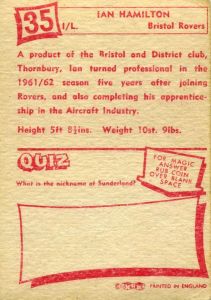 35
I/L.
IAN HAMILTON
Bristol Rovers
A product of the Bristol and District club,
Thornbury, Ian turned professional in the
1961/62 season five years after joining
Rovers, and also completing his apprentice-
ship in the Aircraft Industry.
Height 5ft 8½ins. Weight 10st. 9lbs.
QUIZ
What is the nickname of Sunderland?
FOR MAGIC
ANSWER
RUB COIN
OVER BLANK
SPACE
PRINTED IN ENGLAND